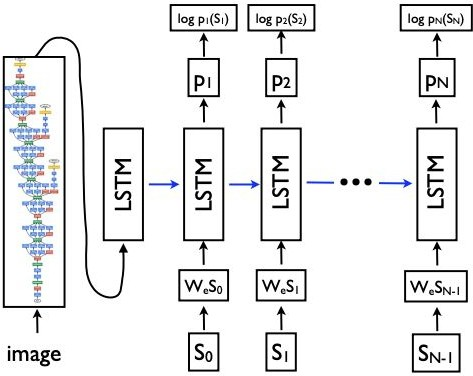 log p1(S1) log p2(S2) log pN(SN)
p1 p2 pN
LSTM LSTM LSTM LSTM
WeS0 WeS1 WeSN-1
image S0 S1 SN-1